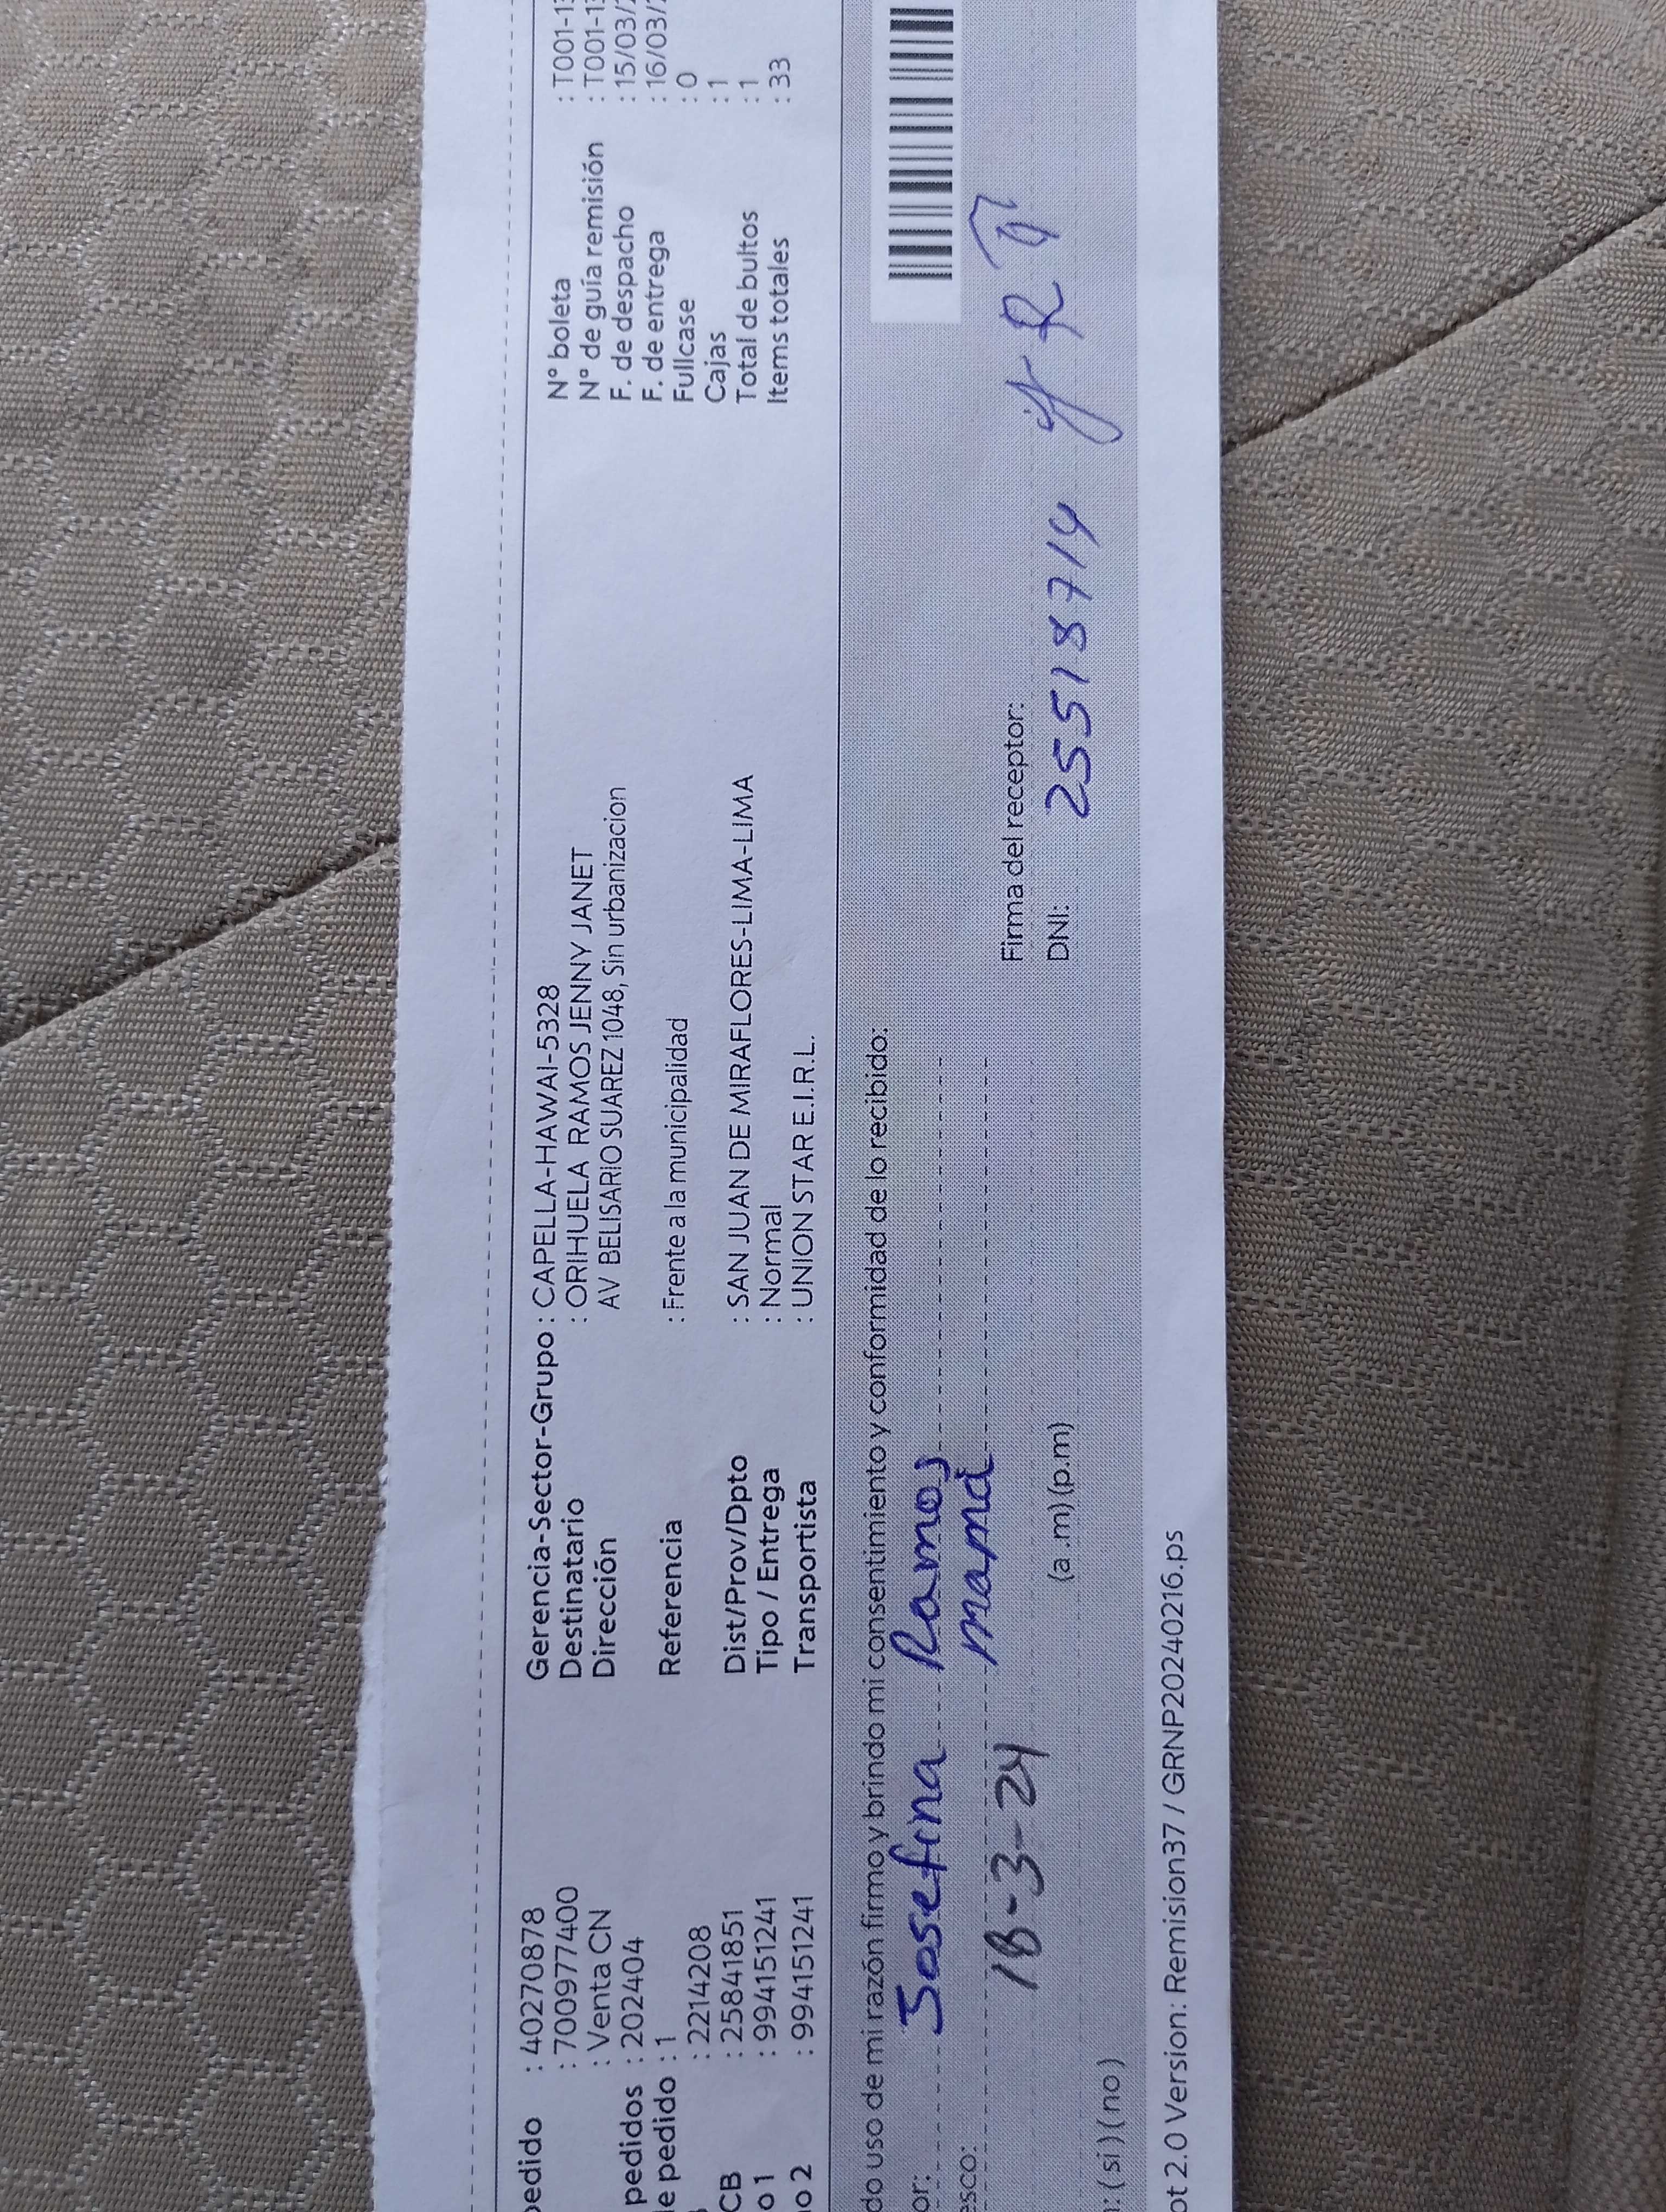 pedido : 40270878
: 700977400
: Venta CN
pedidos : 202404
e pedido : 1
: 2214208
CB : 25841851
o 1 : 994151241
no 2 : 994151241
Gerencia-Sector-Grupo : CAPELLA-HAWAI-5328
Destinatario : ORIHUELA RAMOS JENNY JANET
Dirección AV BELISARIO SUAREZ 1048, Sin urbanizacion
Referencia : Frente a la municipalidad
Dist/Prov/Dpto : SAN JUAN DE MIRAFLORES-LIMA-LIMA
Tipo / Entrega : Normal
Transportista : UNION STAR E.I.R.L.
N° boleta : T001-1
N° de guía remisión : T001-1
F. de despacho : 15/03/
F. de entrega : 16/03/
Fullcase : 0
Cajas : 1
Total de bultos : 1
Items totales : 33
do uso de mi razón firmo y brindo mi consentimiento y conformidad de lo recibido:
or: Josefina Ramos
esco: mamá
18-3-24
(a .m) (p.m)
n: ( si ) ( no )
Firma del receptor:
DNI: 25518714
ot 2.0 Version: Remision37 / GRNP20240216.ps